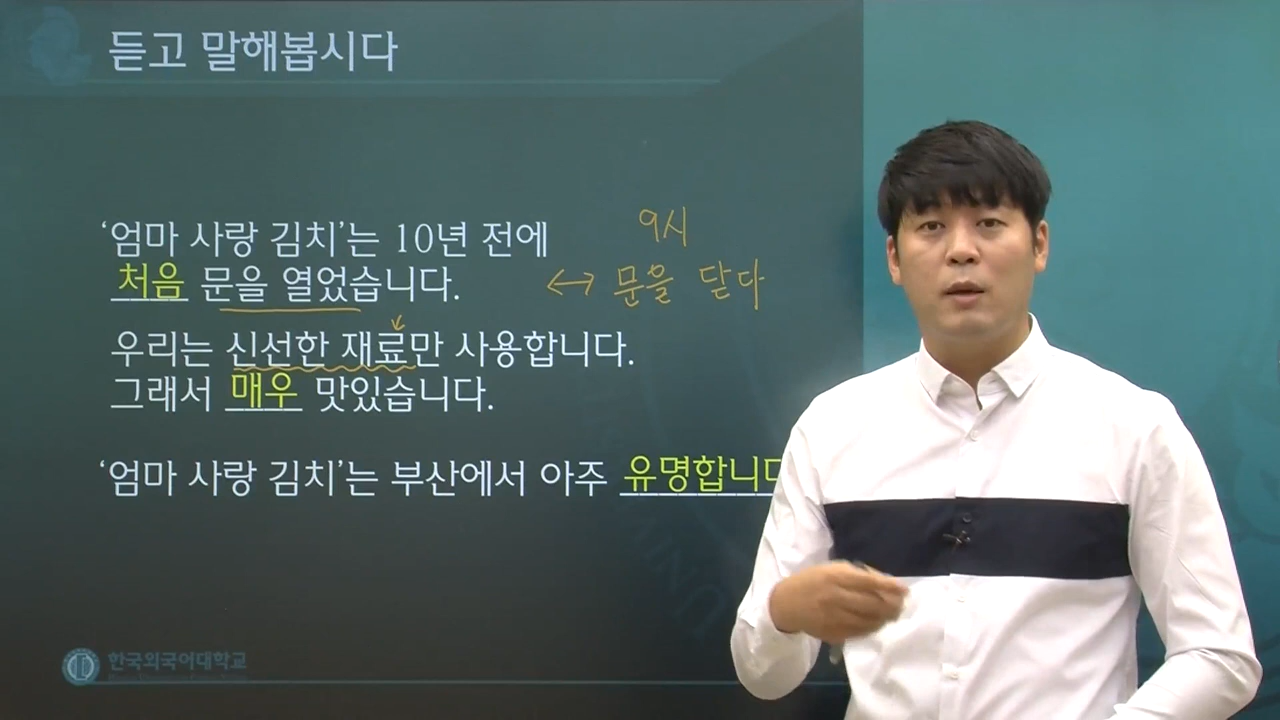 듣고 말해봅시다
‘엄마 사랑 김치’는 10년 전에
9시
처음 문을 열었습니다.
↔ 문을 닫다
우리는 신선한 재료만 사용합니다.
그래서 매우 맛있습니다.
‘엄마 사랑 김치’는 부산에서 아주 유명합니다
한국외국어대학교